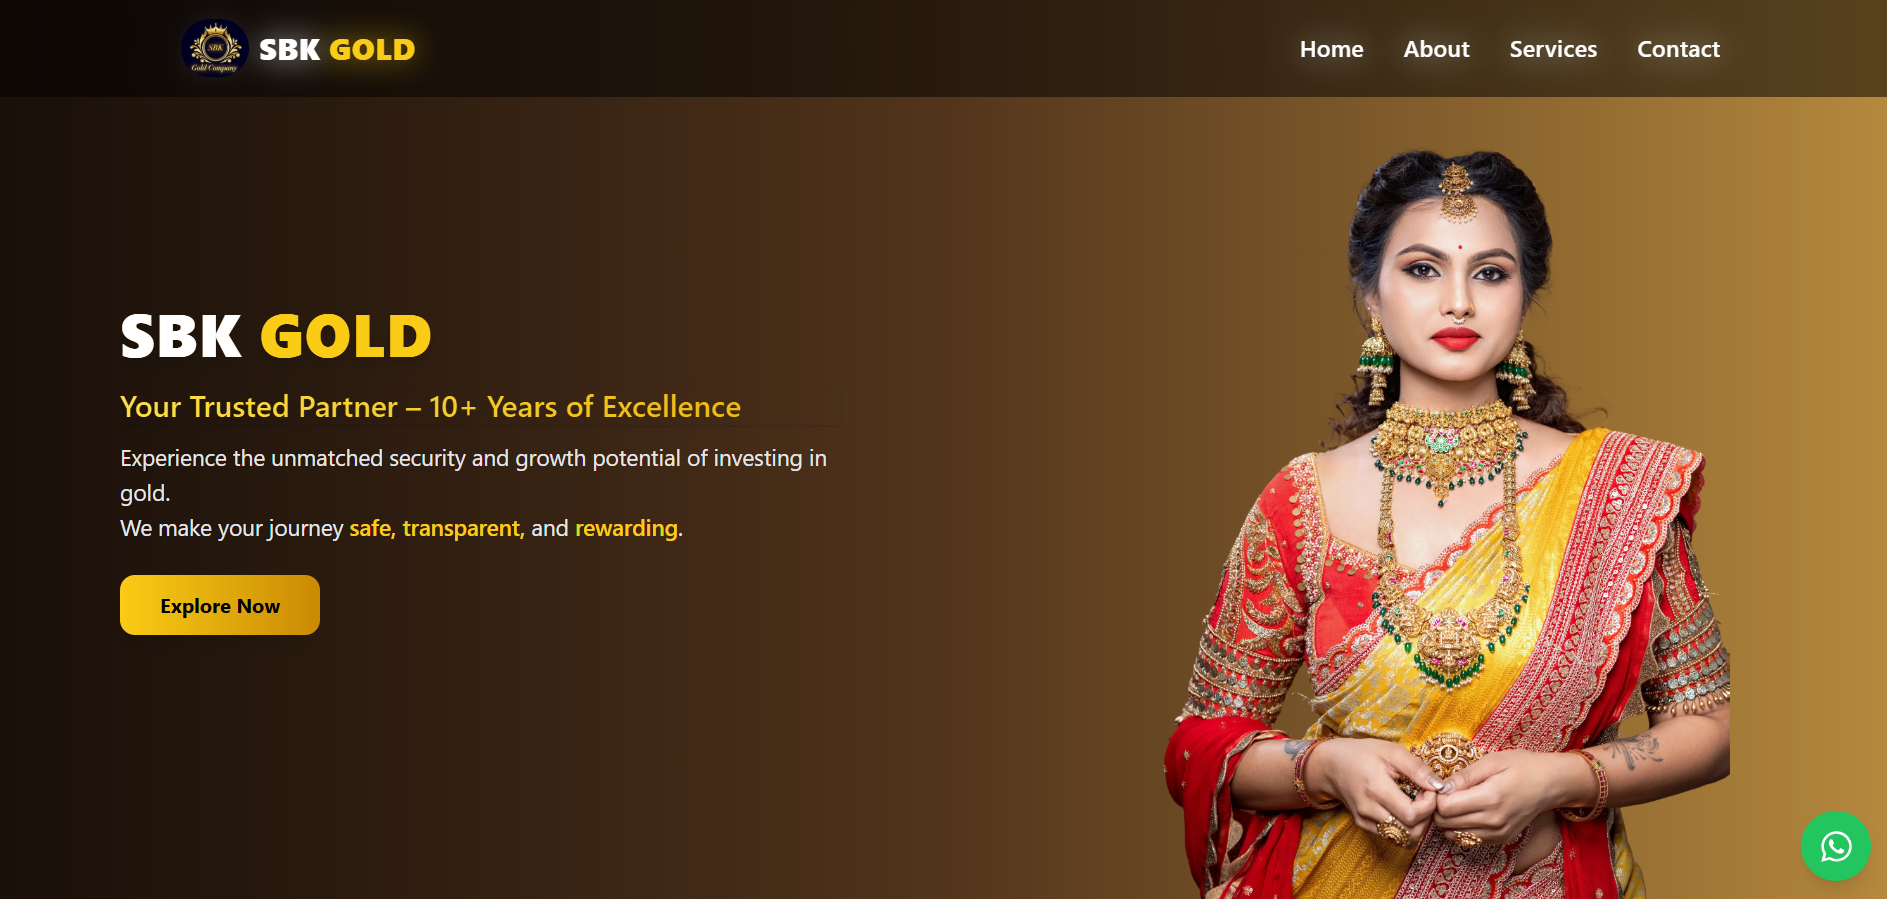 SBK
Gold Company
SBK GOLD
Home About Services Contact
SBK GOLD
Your Trusted Partner – 10+ Years of Excellence
Experience the unmatched security and growth potential of investing in
gold.
We make your journey safe, transparent, and rewarding.
Explore Now